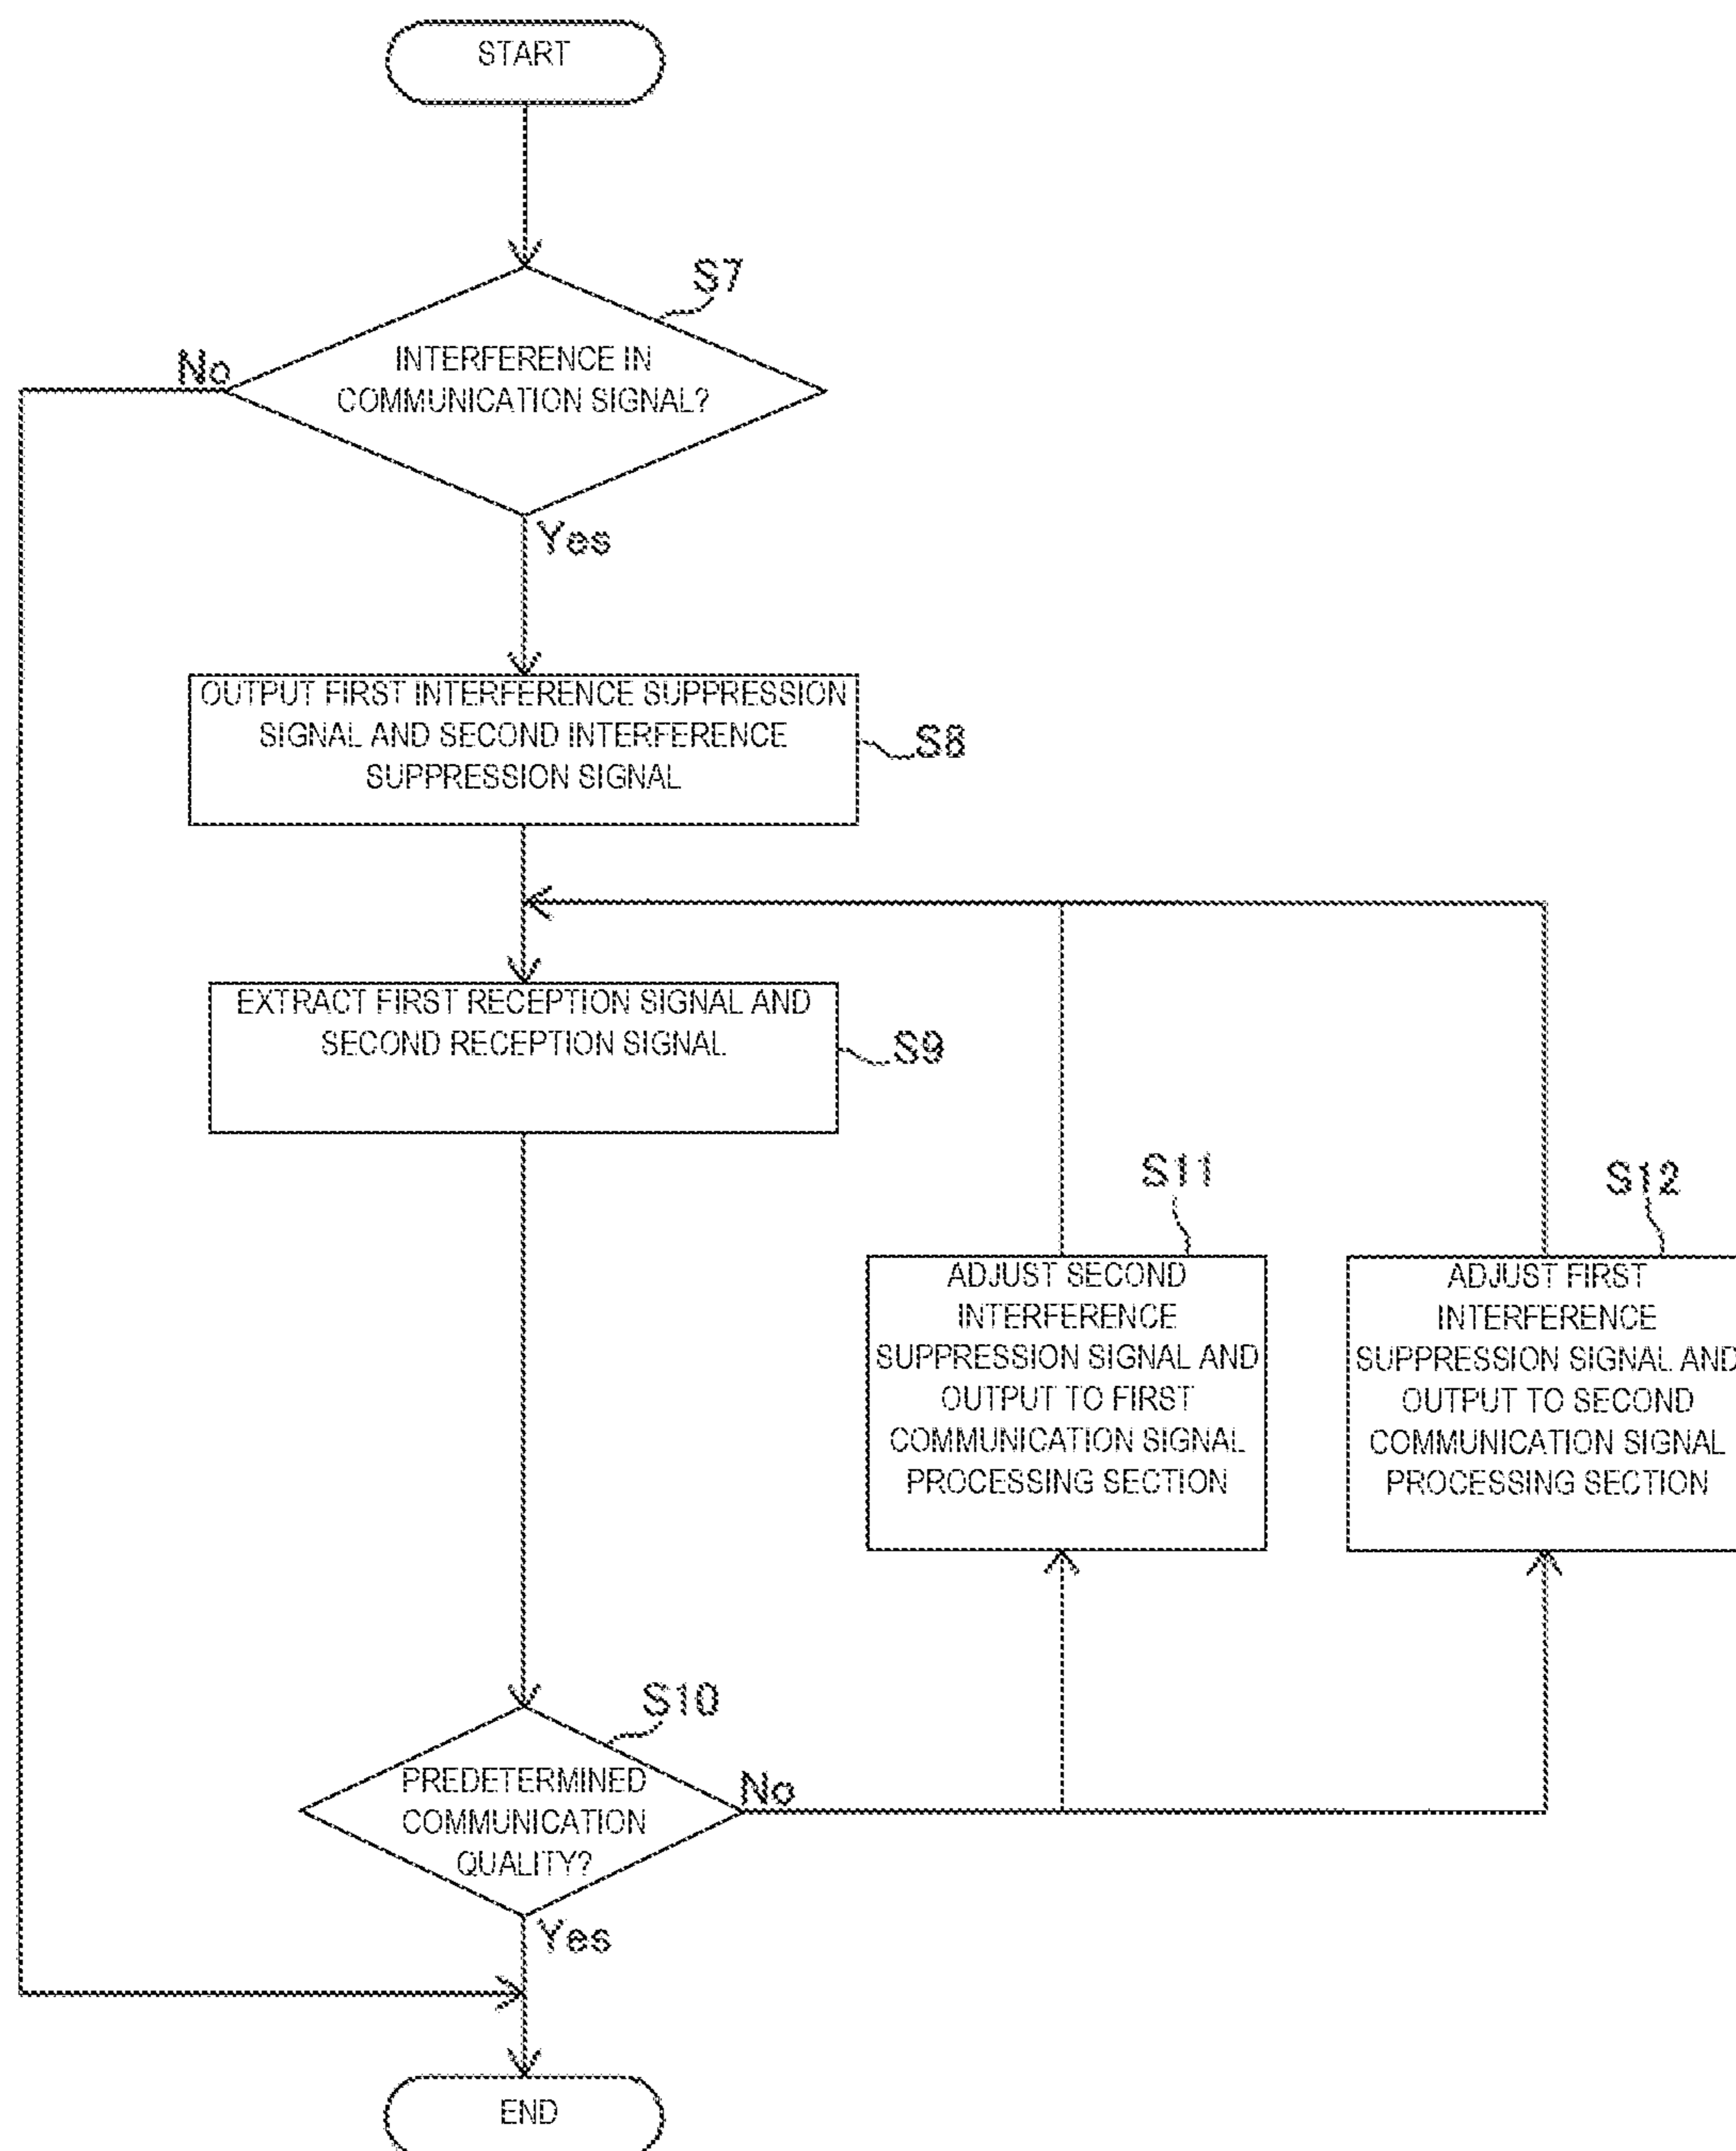 START
S7
INTERFERENCE IN
COMMUNICATION SIGNAL?
No
Yes
OUTPUT FIRST INTERFERENCE SUPPRESSION
SIGNAL AND SECOND INTERFERENCE
SUPPRESSION SIGNAL
S8
EXTRACT FIRST RECEPTION SIGNAL AND
SECOND RECEPTION SIGNAL
S9
S11
ADJUST SECOND
INTERFERENCE
SUPPRESSION SIGNAL AND
OUTPUT TO FIRST
COMMUNICATION SIGNAL
PROCESSING SECTION
S12
ADJUST FIRST
INTERFERENCE
SUPPRESSION SIGNAL AND
OUTPUT TO SECOND
COMMUNICATION SIGNAL
PROCESSING SECTION
S10
PREDETERMINED
COMMUNICATION
QUALITY?
No
Yes
END